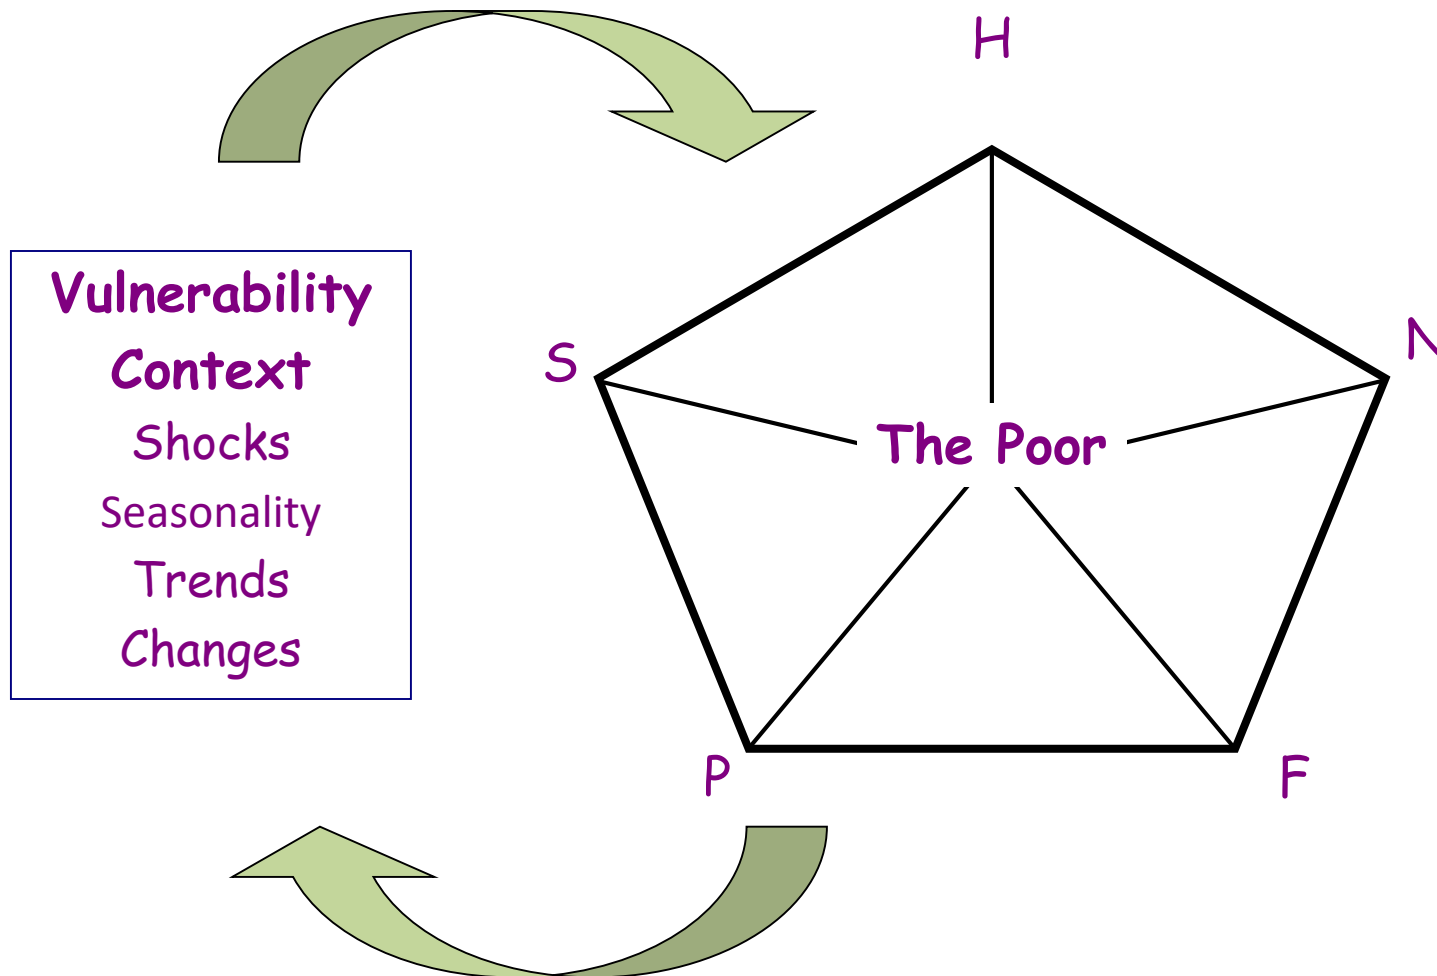 H
Vulnerability
Context
Shocks
Seasonality
Trends
Changes
S
N
The Poor
P
F